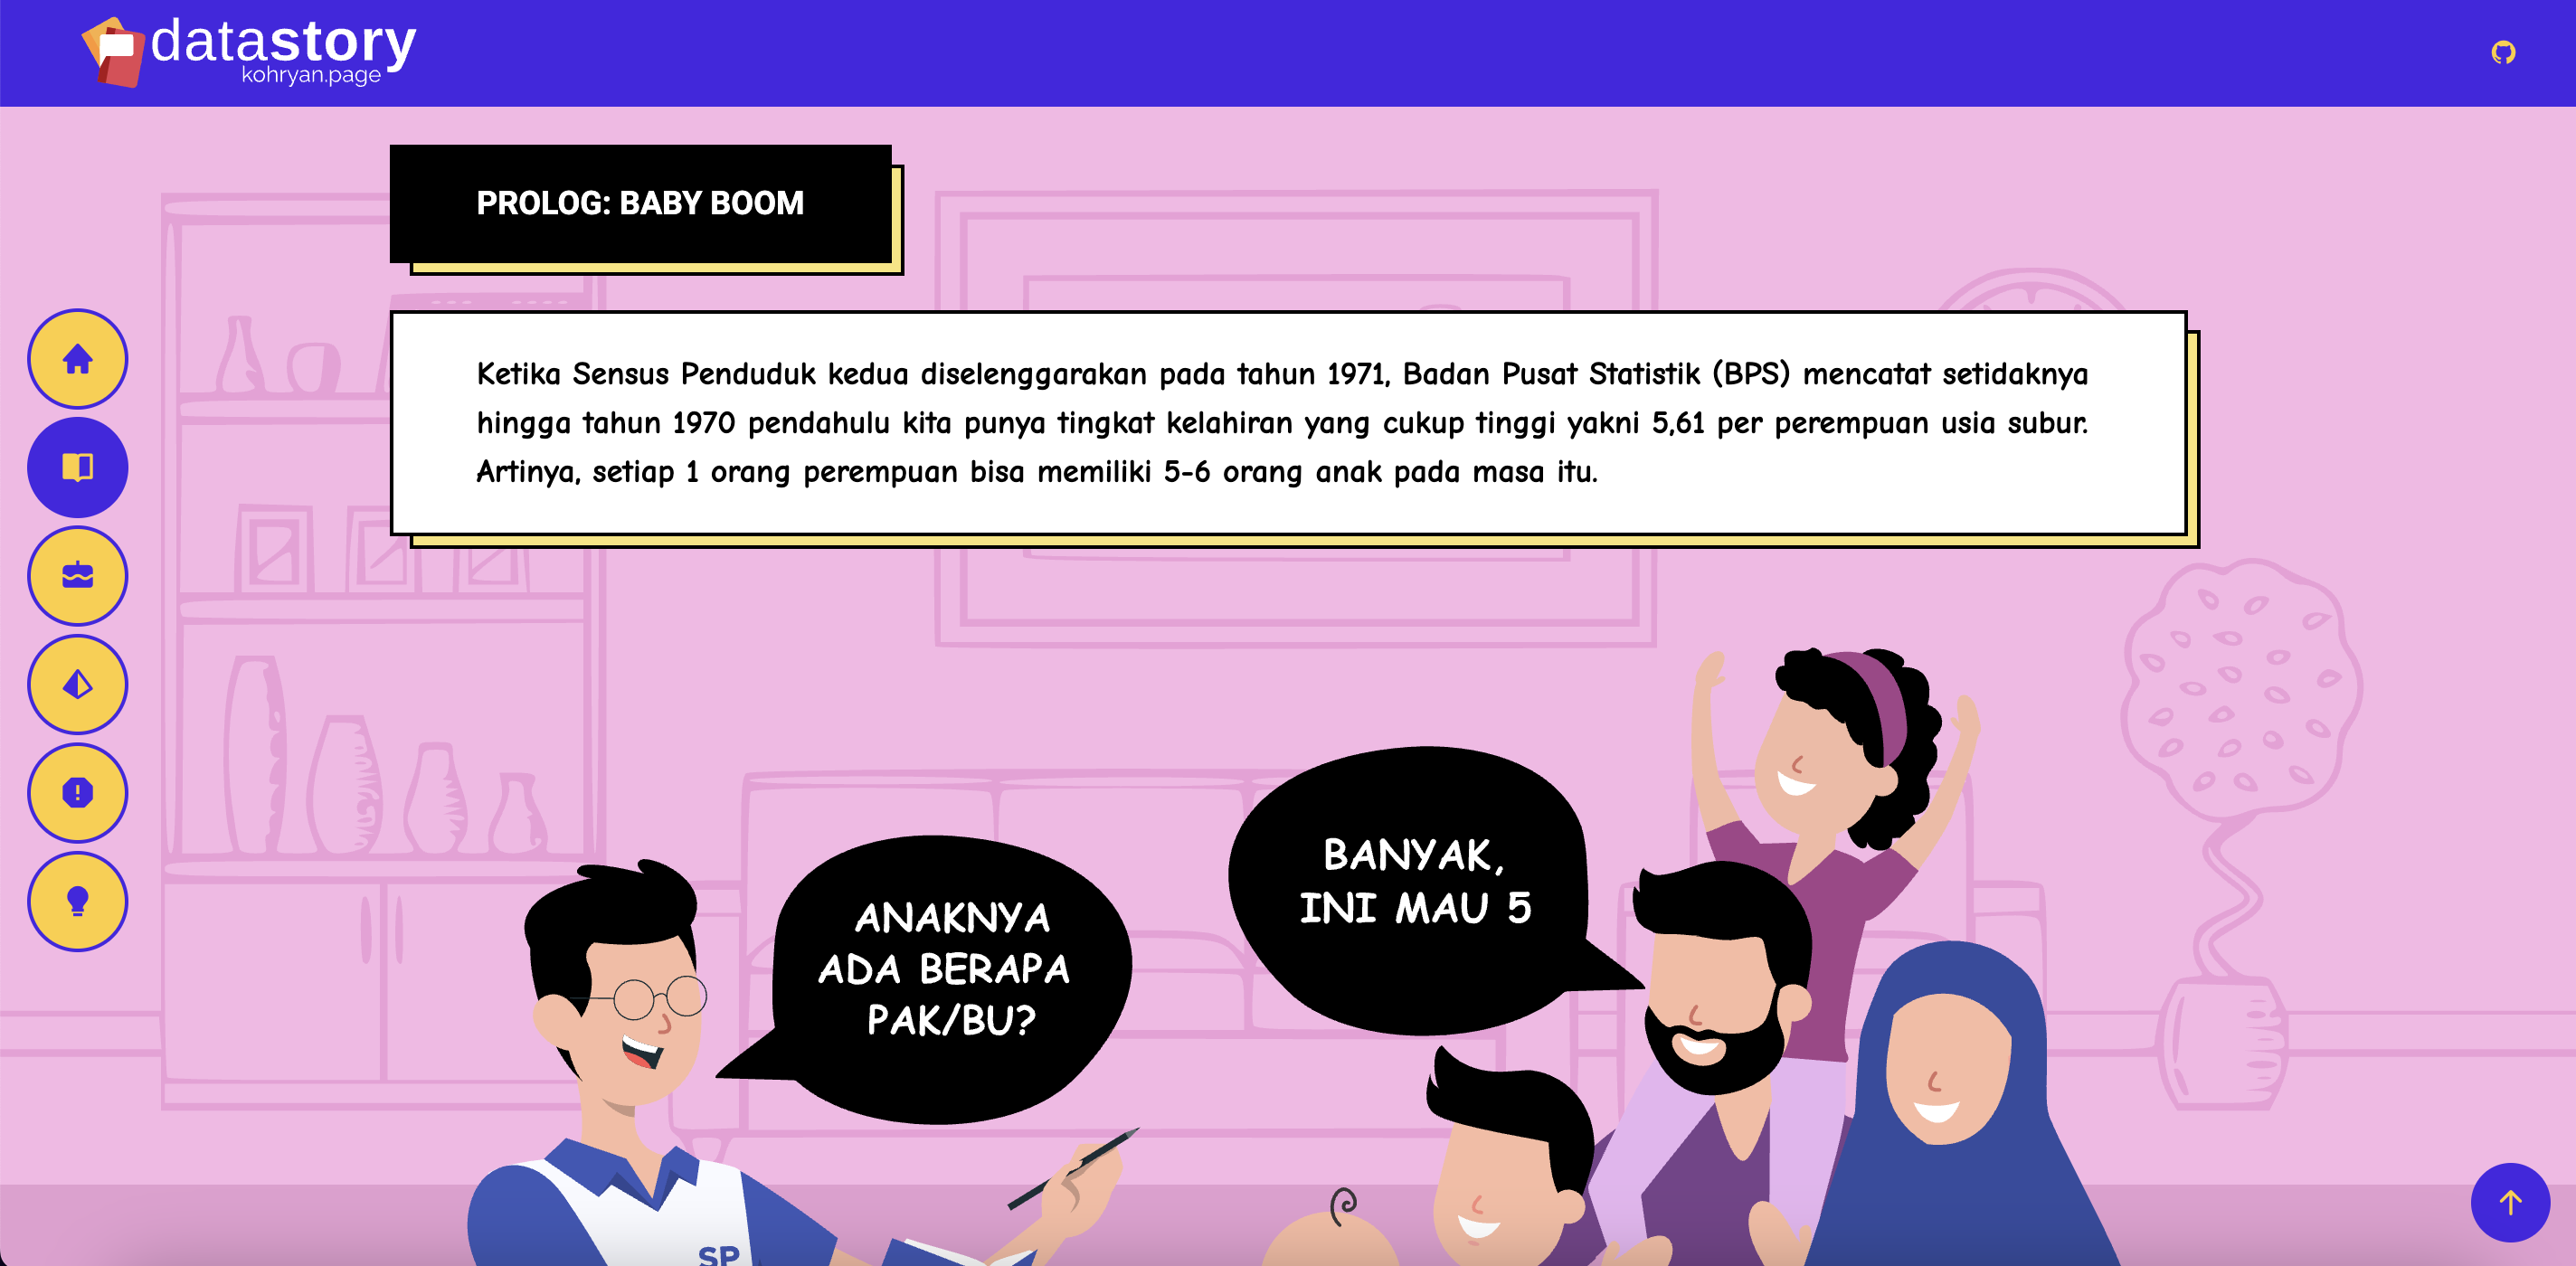 datastory
kohryan.page
PROLOG: BABY BOOM
Ketika Sensus Penduduk kedua diselenggarakan pada tahun 1971, Badan Pusat Statistik (BPS) mencatat setidaknya
hingga tahun 1970 pendahulu kita punya tingkat kelahiran yang cukup tinggi yakni 5,61 per perempuan usia subur.
Artinya, setiap 1 orang perempuan bisa memiliki 5-6 orang anak pada masa itu.
ANAKNYA
ADA BERAPA
PAK/BU?
BANYAK,
INI MAU 5
SP